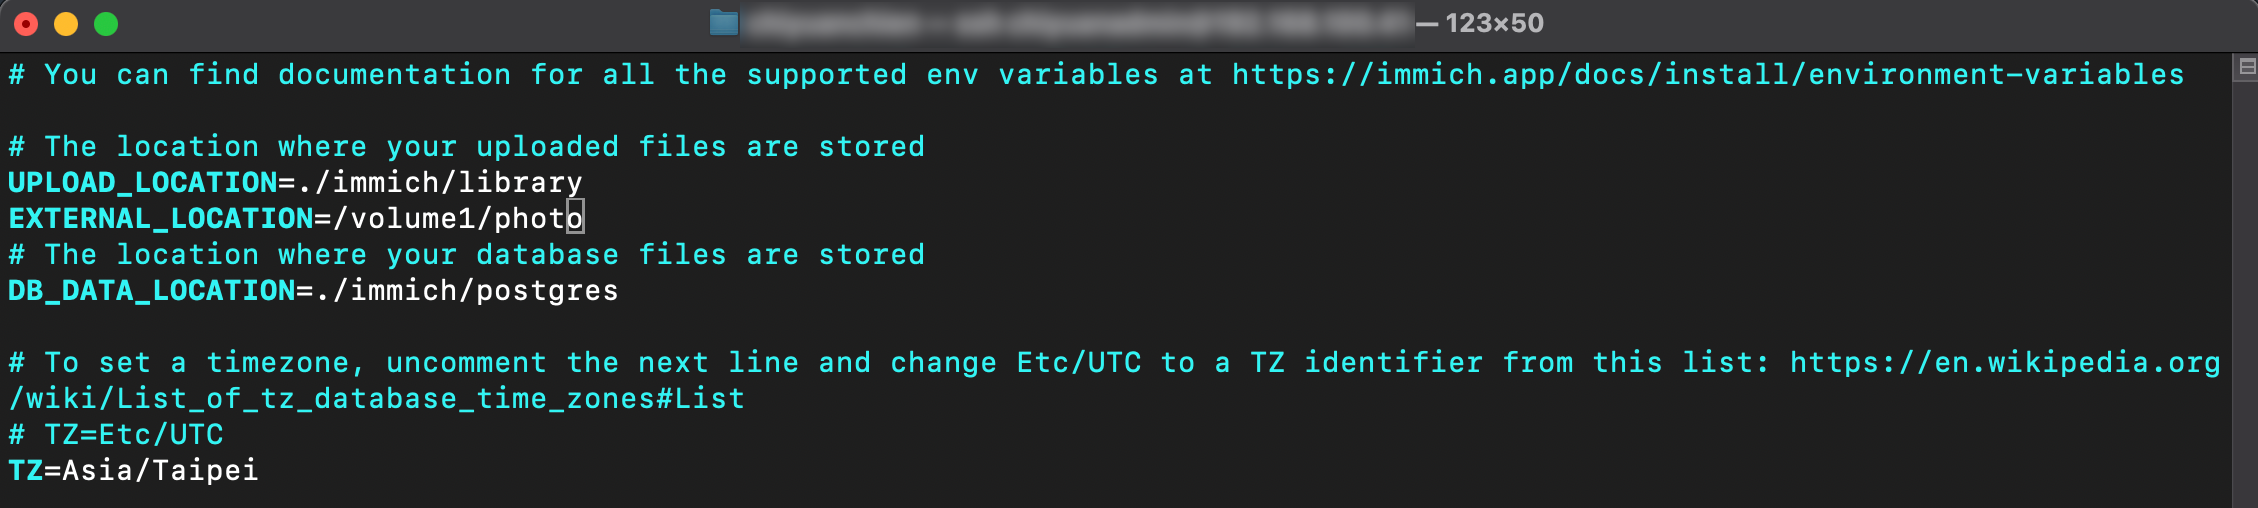 — 123×50
# You can find documentation for all the supported env variables at https://immich.app/docs/install/environment-variables
# The location where your uploaded files are stored
UPLOAD_LOCATION=./immich/library
EXTERNAL_LOCATION=/volume1/photo
# The location where your database files are stored
DB_DATA_LOCATION=./immich/postgres
# To set a timezone, uncomment the next line and change Etc/UTC to a TZ identifier from this list: https://en.wikipedia.org
/wiki/List_of_tz_database_time_zones#List
# TZ=Etc/UTC
TZ=Asia/Taipei